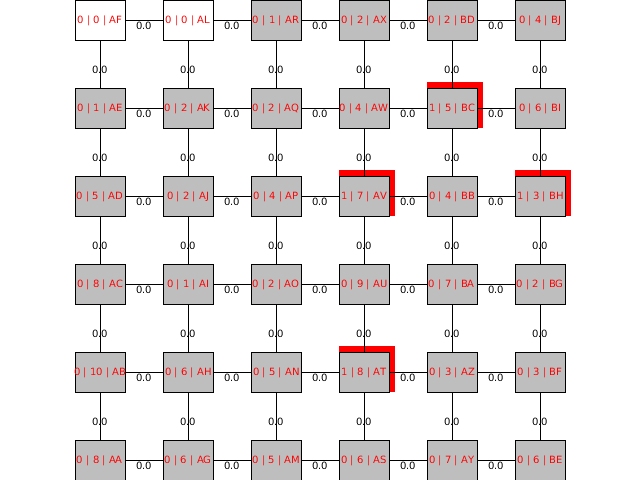 0 | 0 | AF 0.0 0 | 0 | AL 0.0 0 | 1 | AR 0.0 0 | 2 | AX 0.0 0 | 2 | BD 0.0 0 | 4 | BJ
0.0 0.0 0.0 0.0 0.0 0.0
0 | 1 | AE 0.0 0 | 2 | AK 0.0 0 | 2 | AQ 0.0 0 | 4 | AW 0.0 1 | 5 | BC 0.0 0 | 6 | BI
0.0 0.0 0.0 0.0 0.0 0.0
0 | 5 | AD 0.0 0 | 2 | AJ 0.0 0 | 4 | AP 0.0 1 | 7 | AV 0.0 0 | 4 | BB 0.0 1 | 3 | BH
0.0 0.0 0.0 0.0 0.0 0.0
0 | 8 | AC 0.0 0 | 1 | AI 0.0 0 | 2 | AO 0.0 0 | 9 | AU 0.0 0 | 7 | BA 0.0 0 | 2 | BG
0.0 0.0 0.0 0.0 0.0 0.0
0 | 10 | AB 0.0 0 | 6 | AH 0.0 0 | 5 | AN 0.0 1 | 8 | AT 0.0 0 | 3 | AZ 0.0 0 | 3 | BF
0.0 0.0 0.0 0.0 0.0 0.0
0 | 8 | AA 0.0 0 | 6 | AG 0.0 0 | 5 | AM 0.0 0 | 6 | AS 0.0 0 | 7 | AY 0.0 0 | 6 | BE